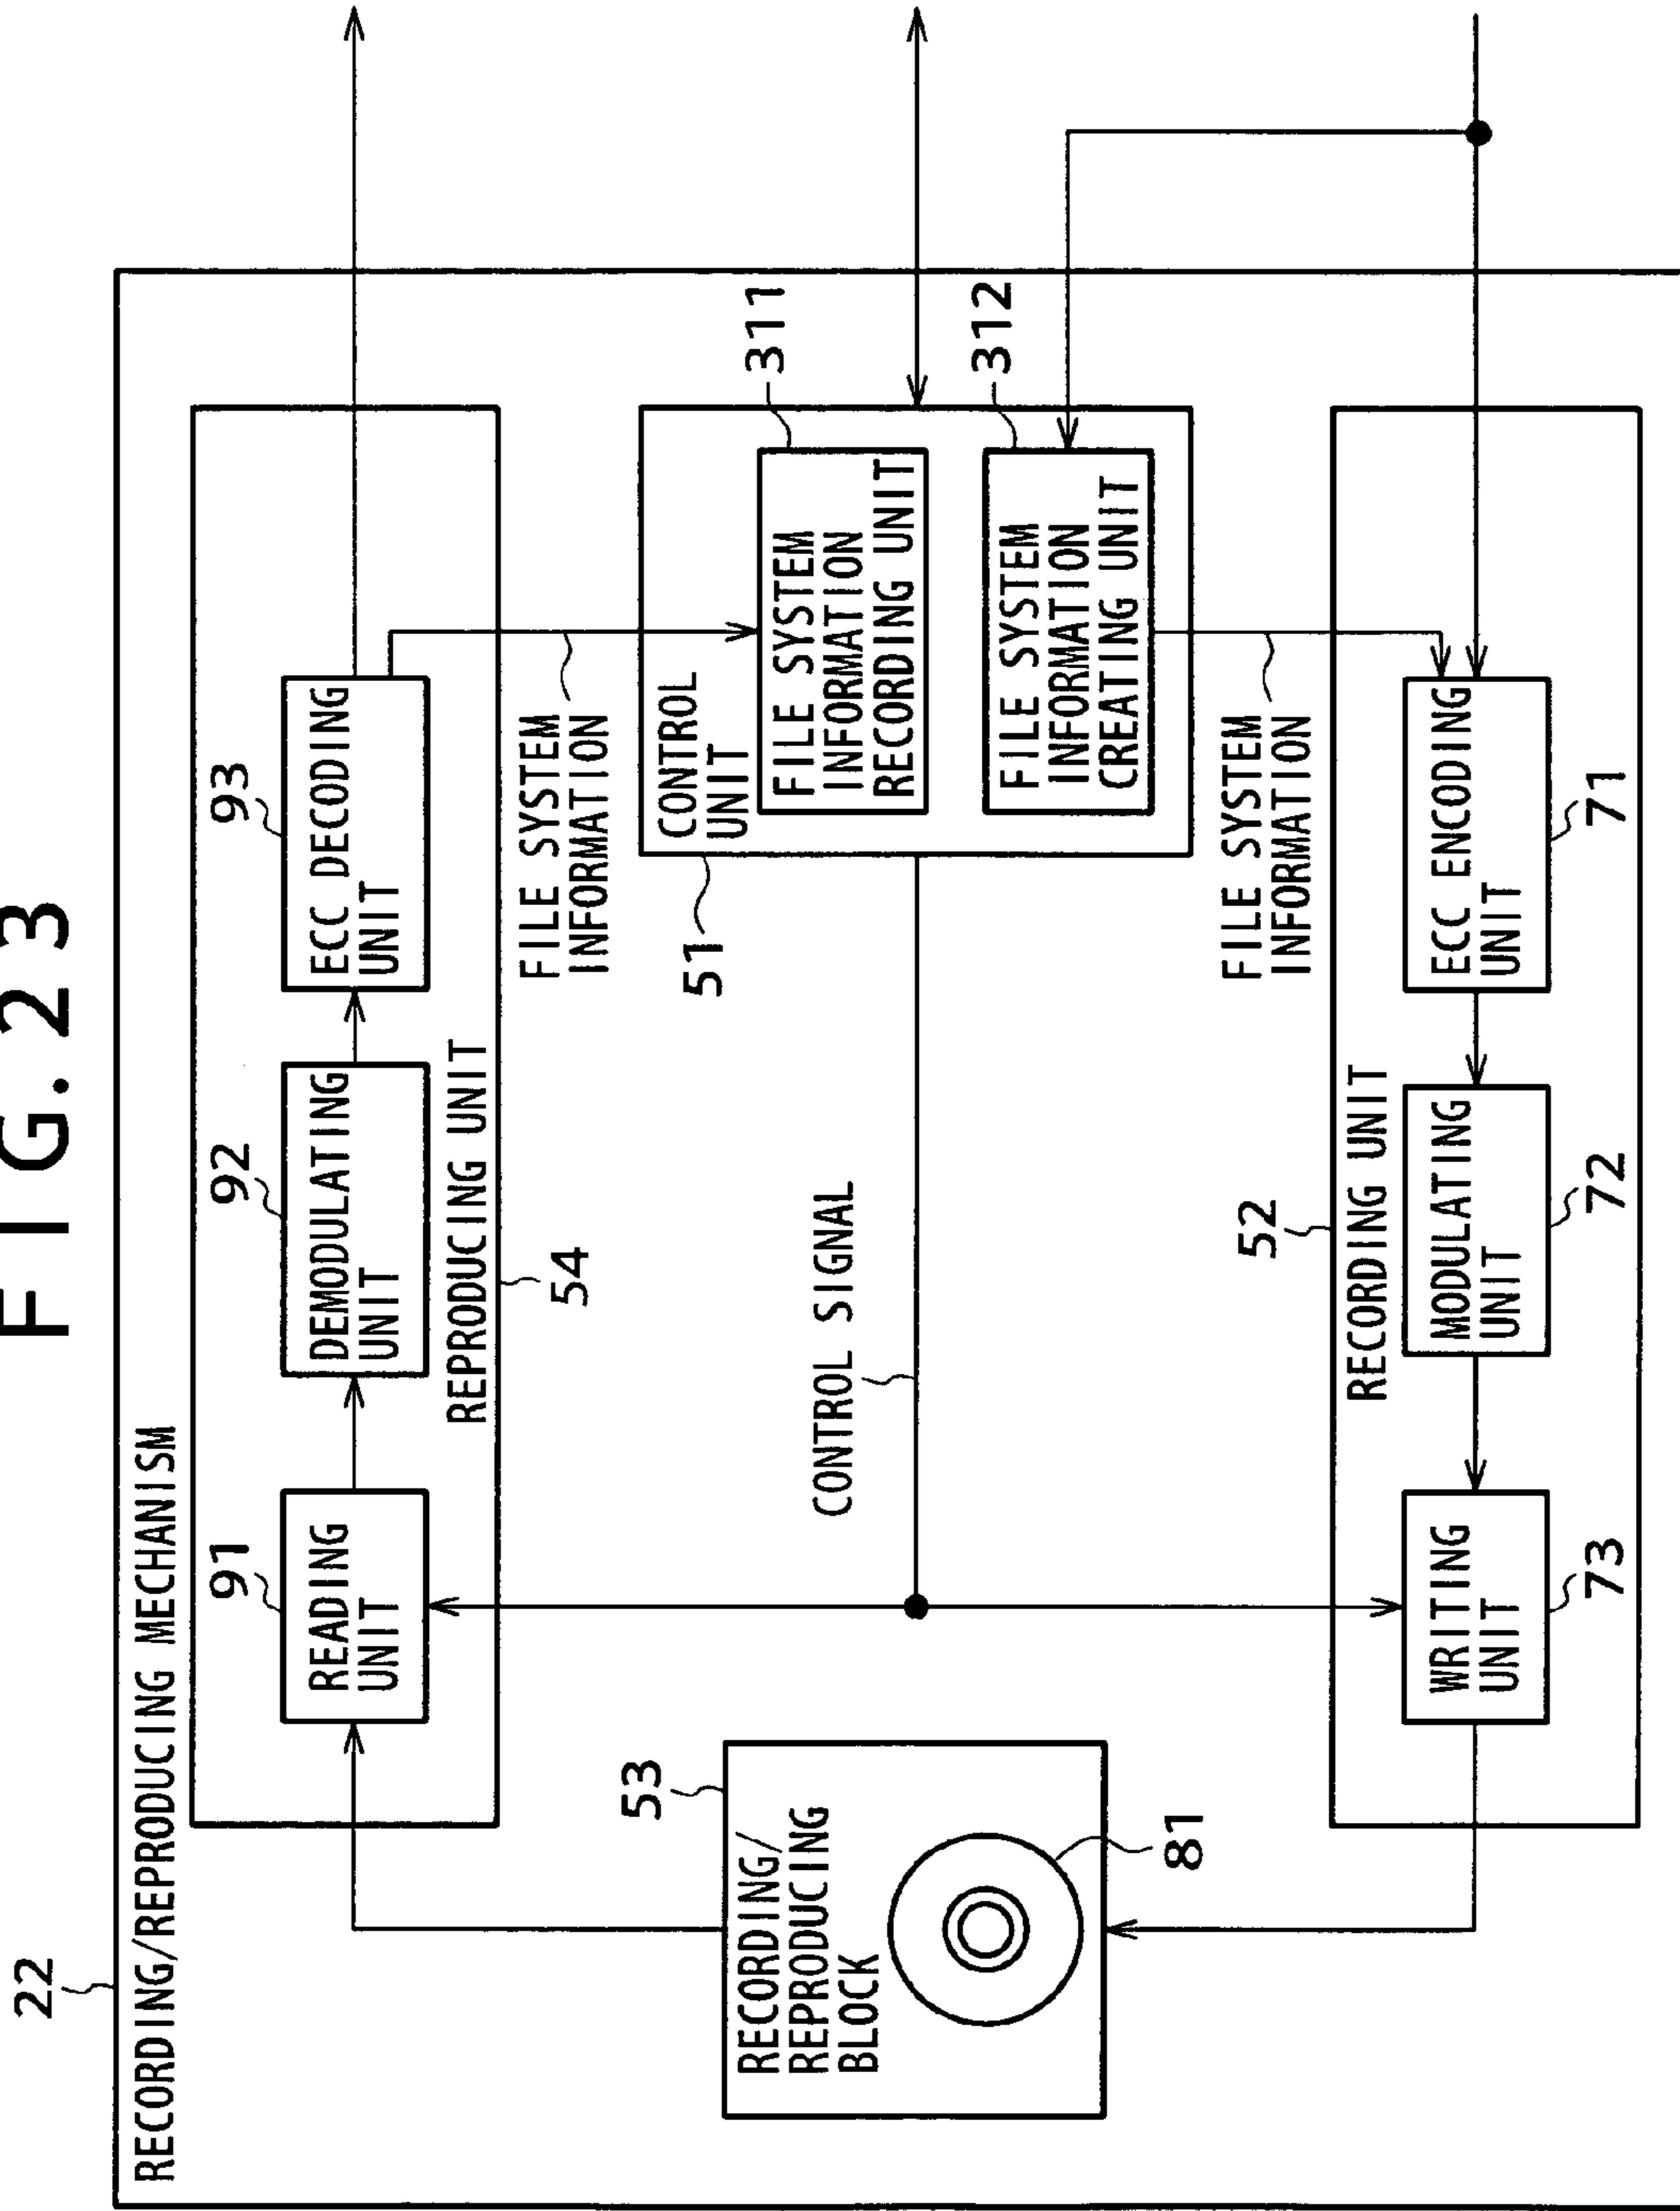 FIG. 23
22
RECORDING/REPRODUCING MECHANISM
91
READING
UNIT
92
DEMODULATING
UNIT
93
ECC DECODING
UNIT
REPRODUCING UNIT
54
FILE SYSTEM
INFORMATION
53
RECORDING/
REPRODUCING
BLOCK
81
CONTROL SIGNAL
51
CONTROL
UNIT
311
FILE SYSTEM
INFORMATION
RECORDING UNIT
312
FILE SYSTEM
INFORMATION
CREATING UNIT
FILE SYSTEM
INFORMATION
52
RECORDING UNIT
WRITING
UNIT
73
MODULATING
UNIT
72
ECC ENCODING
UNIT
71